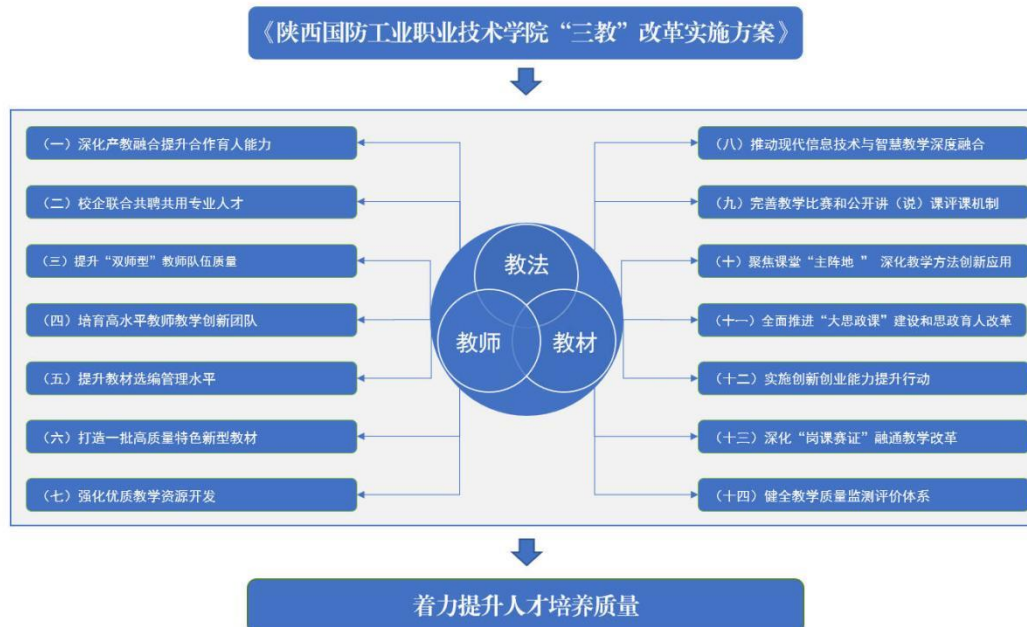 《陕西国防工业职业技术学院“三教”改革实施方案》
（一）深化产教融合提升合作育人能力
（二）校企联合共聘共用专业人才
（三）提升“双师型”教师队伍质量
（四）培育高水平教师教学创新团队
（五）提升教材选编管理水平
（六）打造一批高质量特色新型教材
（七）强化优质教学资源开发
教法
教师
教材
（八）推动现代信息技术与智慧教学深度融合
（九）完善教学比赛和公开讲（说）课评课机制
（十）聚焦课堂“主阵地 ” 深化教学方法创新应用
（十一）全面推进“大思政课”建设和思政育人改革
（十二）实施创新创业能力提升行动
（十三）深化“岗课赛证”融通教学改革
（十四）健全教学质量监测评价体系
着力提升人才培养质量